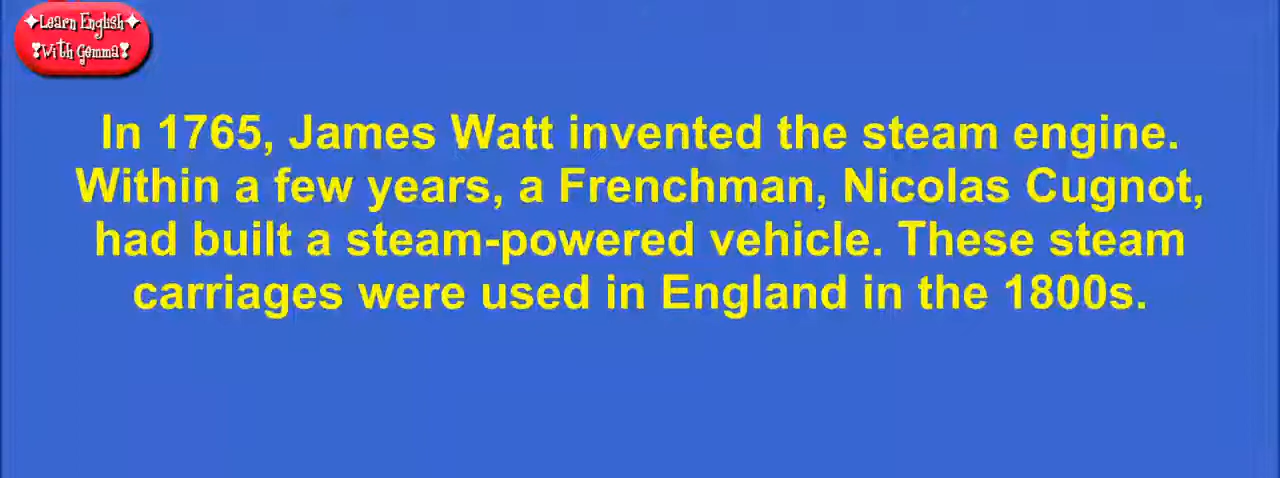 ✦Learn English✦
❣With Gemma❣
In 1765, James Watt invented the steam engine.
Within a few years, a Frenchman, Nicolas Cugnot,
had built a steam-powered vehicle. These steam
carriages were used in England in the 1800s.